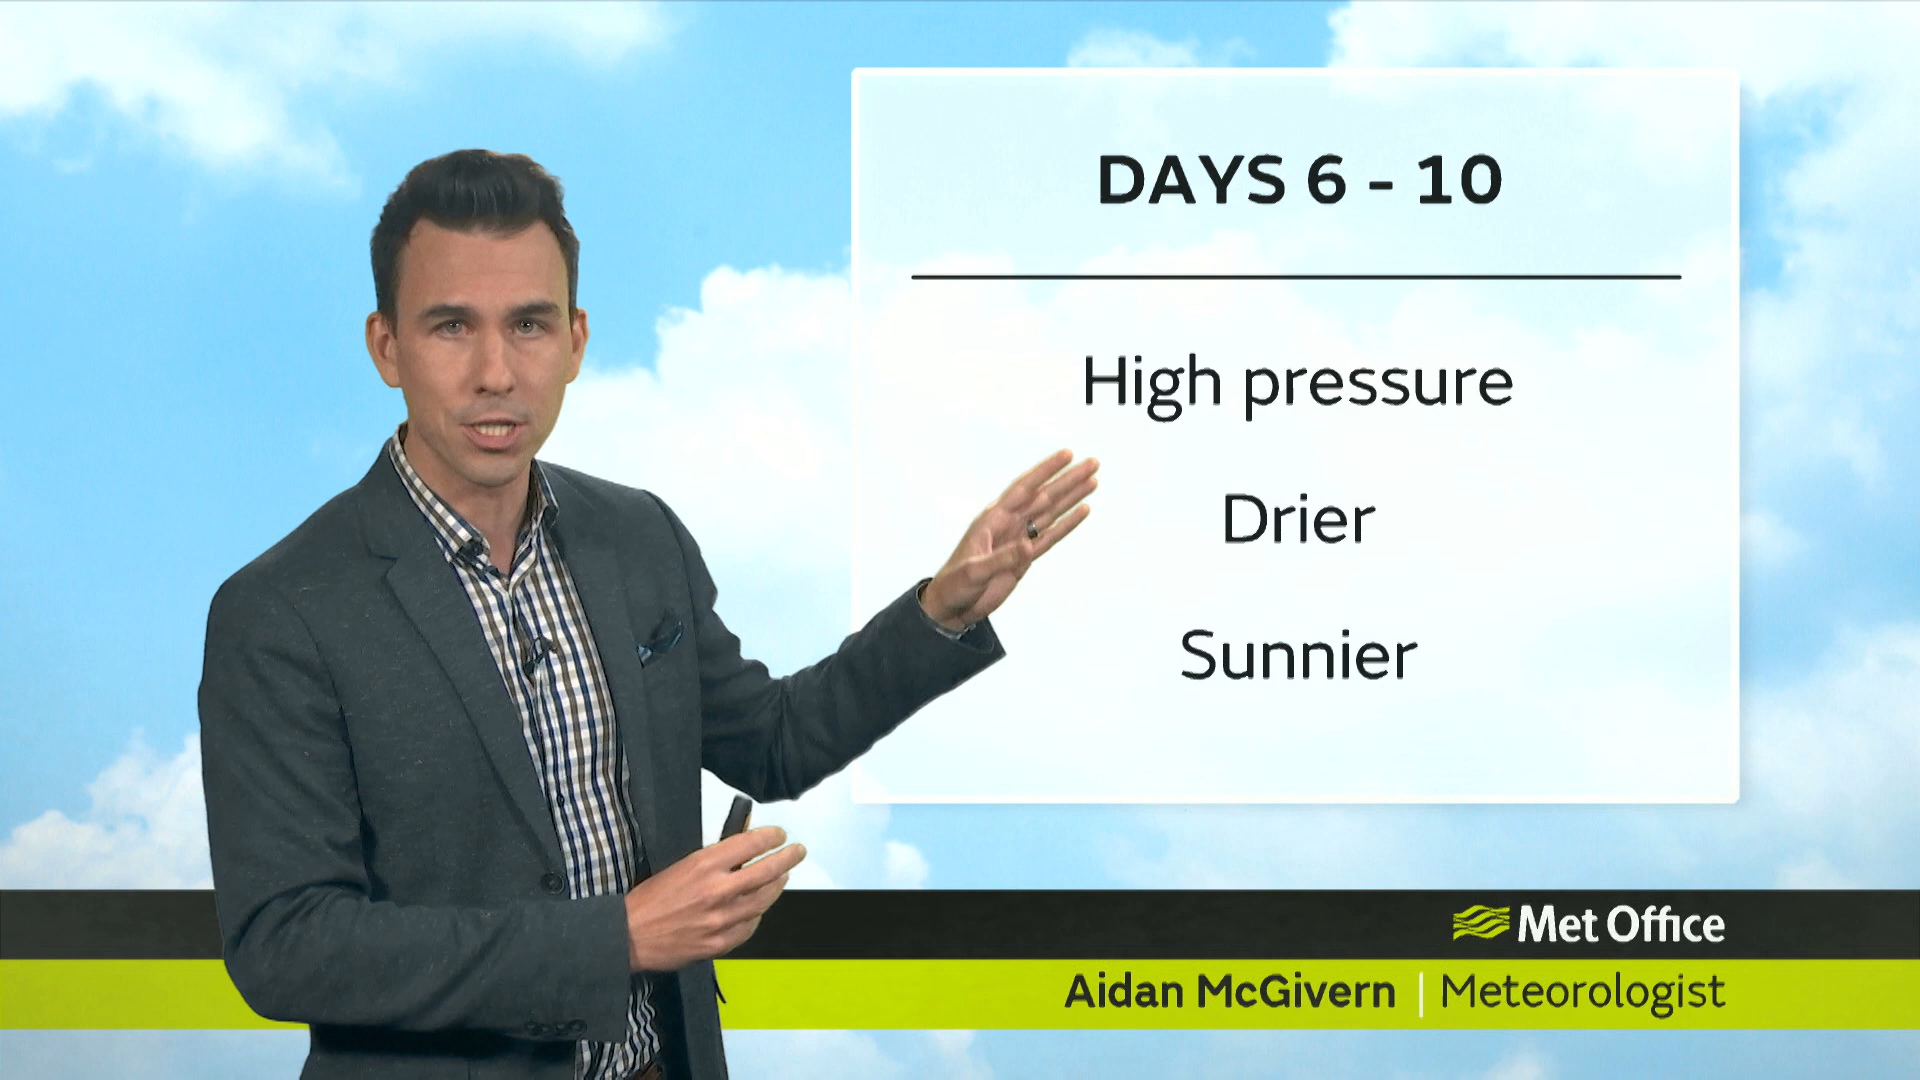 DAYS 6 - 10
High pressure
Drier
Sunnier
Met Office
Aidan McGivern | Meteorologist